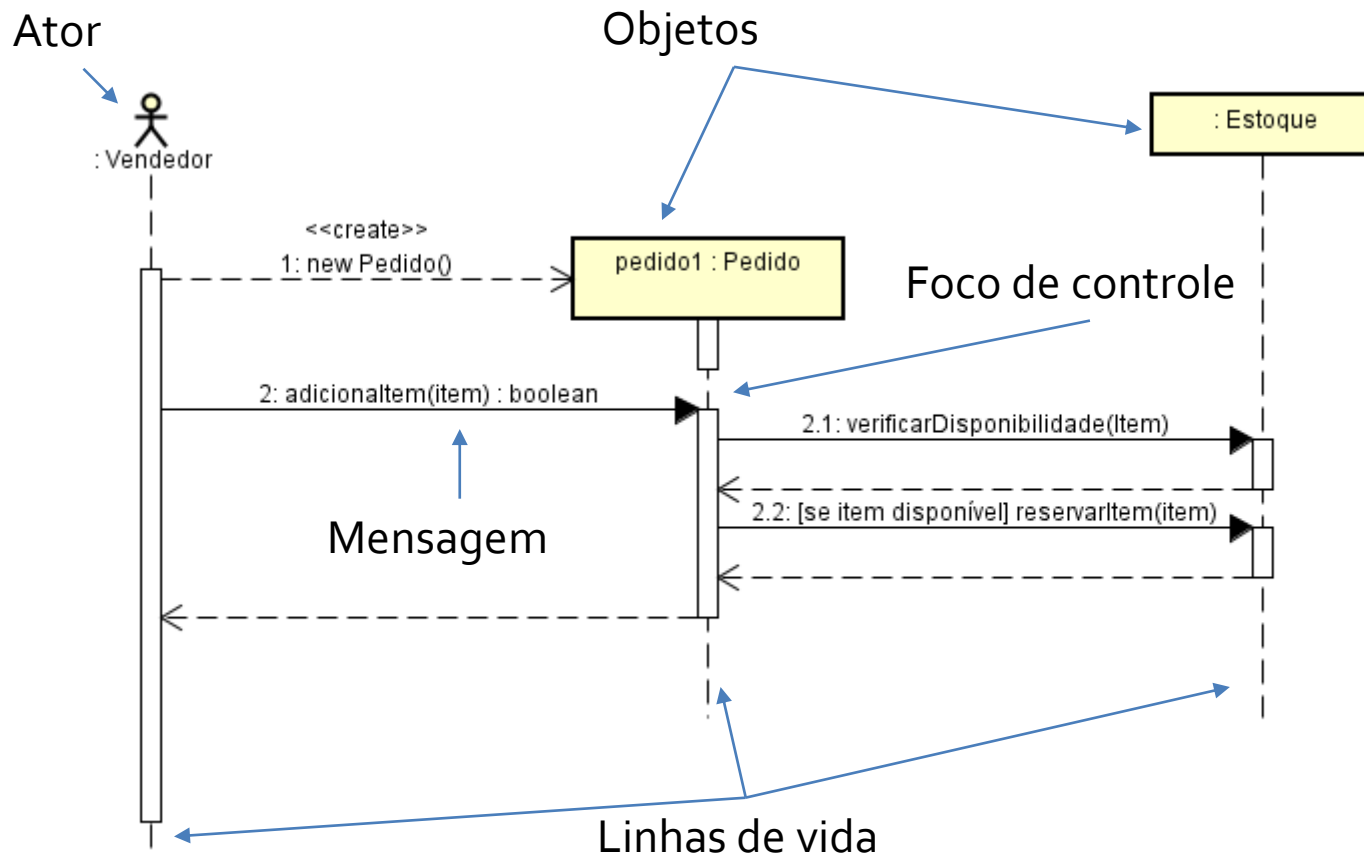 Ator
Objetos
: Estoque
: Vendedor
<<create>>
1: new Pedido()
pedido1 : Pedido
Foco de controle
2: adicionaItem(item) : boolean
2.1: verificarDisponibilidade(Item)
2.2: [se item disponível] reservarItem(item)
Mensagem
Linhas de vida